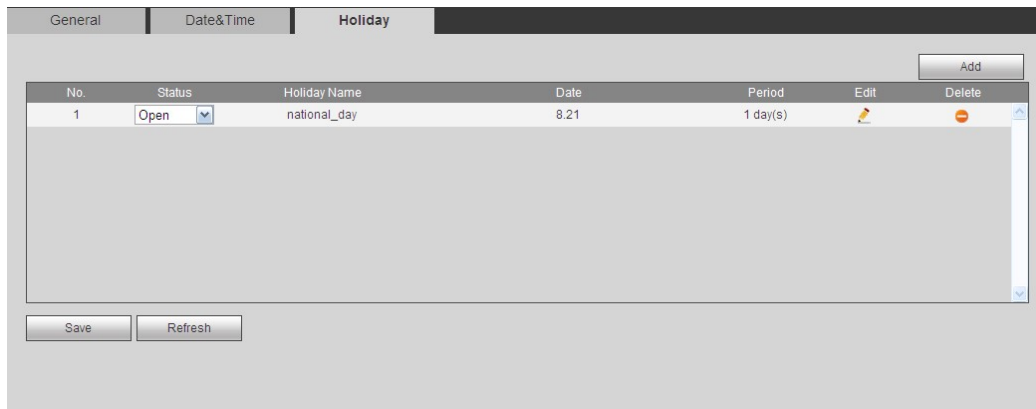 General Date&Time Holiday
Add
No. Status Holiday Name Date Period Edit Delete
1 Open national_day 8.21 1 day(s)
Save Refresh